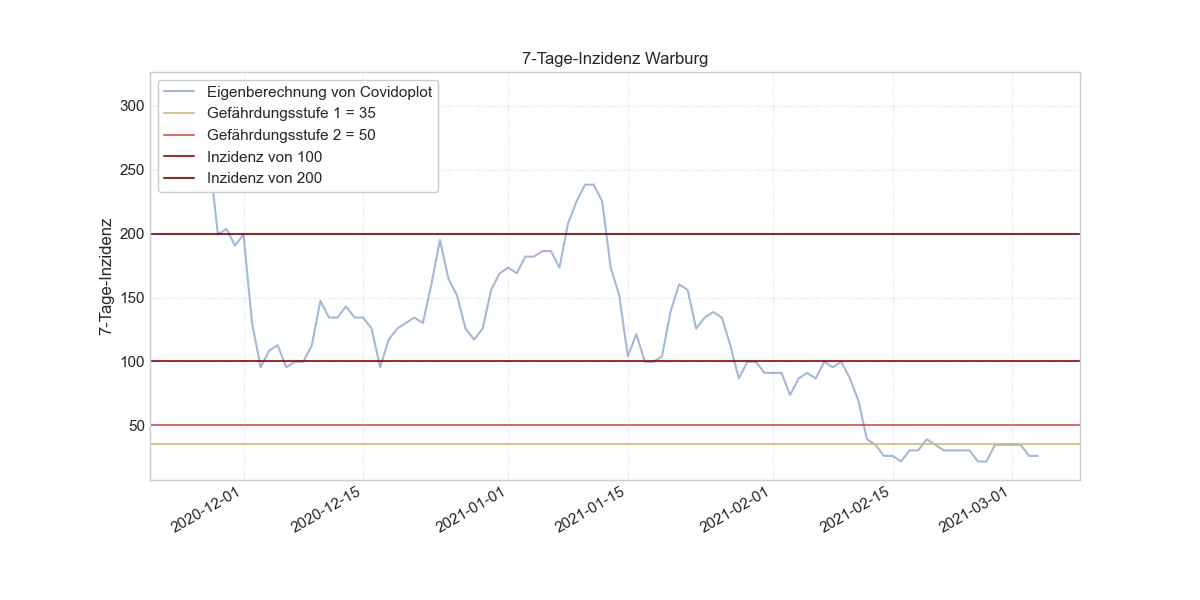 7-Tage-Inzidenz Warburg
Eigenberechnung von Covidoplot
Gefährdungsstufe 1 = 35
Gefährdungsstufe 2 = 50
Inzidenz von 100
Inzidenz von 200
7-Tage-Inzidenz
300
250
200
150
100
50
2020-12-01
2020-12-15
2021-01-01
2021-01-15
2021-02-01
2021-02-15
2021-03-01